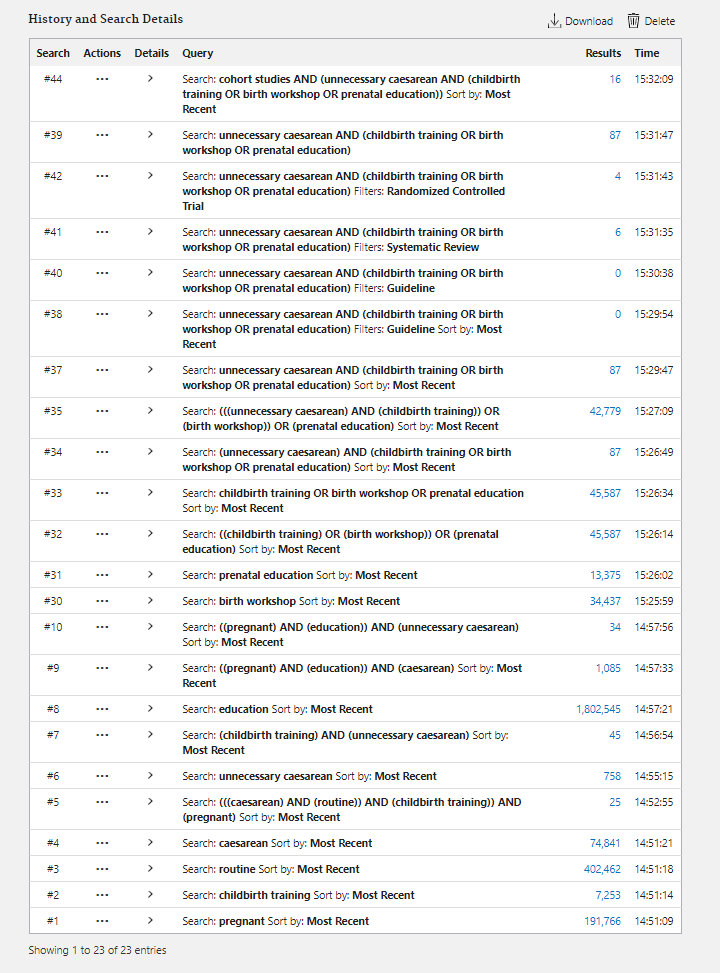 History and Search Details
Download Delete
Search Actions Details Query Results Time
#44 ··· > Search: cohort studies AND (unnecessary caesarean AND (childbirth 16 15:32:09
training OR birth workshop OR prenatal education)) Sort by: Most
Recent
#39 ··· > Search: unnecessary caesarean AND (childbirth training OR birth 87 15:31:47
workshop OR prenatal education)
#42 ··· > Search: unnecessary caesarean AND (childbirth training OR birth 4 15:31:43
workshop OR prenatal education) Filters: Randomized Controlled
Trial
#41 ··· > Search: unnecessary caesarean AND (childbirth training OR birth 6 15:31:35
workshop OR prenatal education) Filters: Systematic Review
#40 ··· > Search: unnecessary caesarean AND (childbirth training OR birth 0 15:30:38
workshop OR prenatal education) Filters: Guideline
#38 ··· > Search: unnecessary caesarean AND (childbirth training OR birth 0 15:29:54
workshop OR prenatal education) Filters: Guideline Sort by: Most
Recent
#37 ··· > Search: unnecessary caesarean AND (childbirth training OR birth 87 15:29:47
workshop OR prenatal education) Sort by: Most Recent
#35 ··· > Search: (((unnecessary caesarean) AND (childbirth training)) OR 42,779 15:27:09
(birth workshop)) OR (prenatal education) Sort by: Most Recent
#34 ··· > Search: (unnecessary caesarean) AND (childbirth training OR birth 87 15:26:49
workshop OR prenatal education) Sort by: Most Recent
#33 ··· > Search: childbirth training OR birth workshop OR prenatal education 45,587 15:26:34
Sort by: Most Recent
#32 ··· > Search: ((childbirth training) OR (birth workshop)) OR (prenatal 45,587 15:26:14
education) Sort by: Most Recent
#31 ··· > Search: prenatal education Sort by: Most Recent 13,375 15:26:02
#30 ··· > Search: birth workshop Sort by: Most Recent 34,437 15:25:59
#10 ··· > Search: ((pregnant) AND (education)) AND (unnecessary caesarean) 34 14:57:56
Sort by: Most Recent
#9 ··· > Search: ((pregnant) AND (education)) AND (caesarean) Sort by: Most 1,085 14:57:33
Recent
#8 ··· > Search: education Sort by: Most Recent 1,802,545 14:57:21
#7 ··· > Search: (childbirth training) AND (unnecessary caesarean) Sort by: 45 14:56:54
Most Recent
#6 ··· > Search: unnecessary caesarean Sort by: Most Recent 758 14:55:15
#5 ··· > Search: (((caesarean) AND (routine)) AND (childbirth training)) AND 25 14:52:55
(pregnant) Sort by: Most Recent
#4 ··· > Search: caesarean Sort by: Most Recent 74,841 14:51:21
#3 ··· > Search: routine Sort by: Most Recent 402,462 14:51:18
#2 ··· > Search: childbirth training Sort by: Most Recent 7,253 14:51:14
#1 ··· > Search: pregnant Sort by: Most Recent 191,766 14:51:09
Showing 1 to 23 of 23 entries